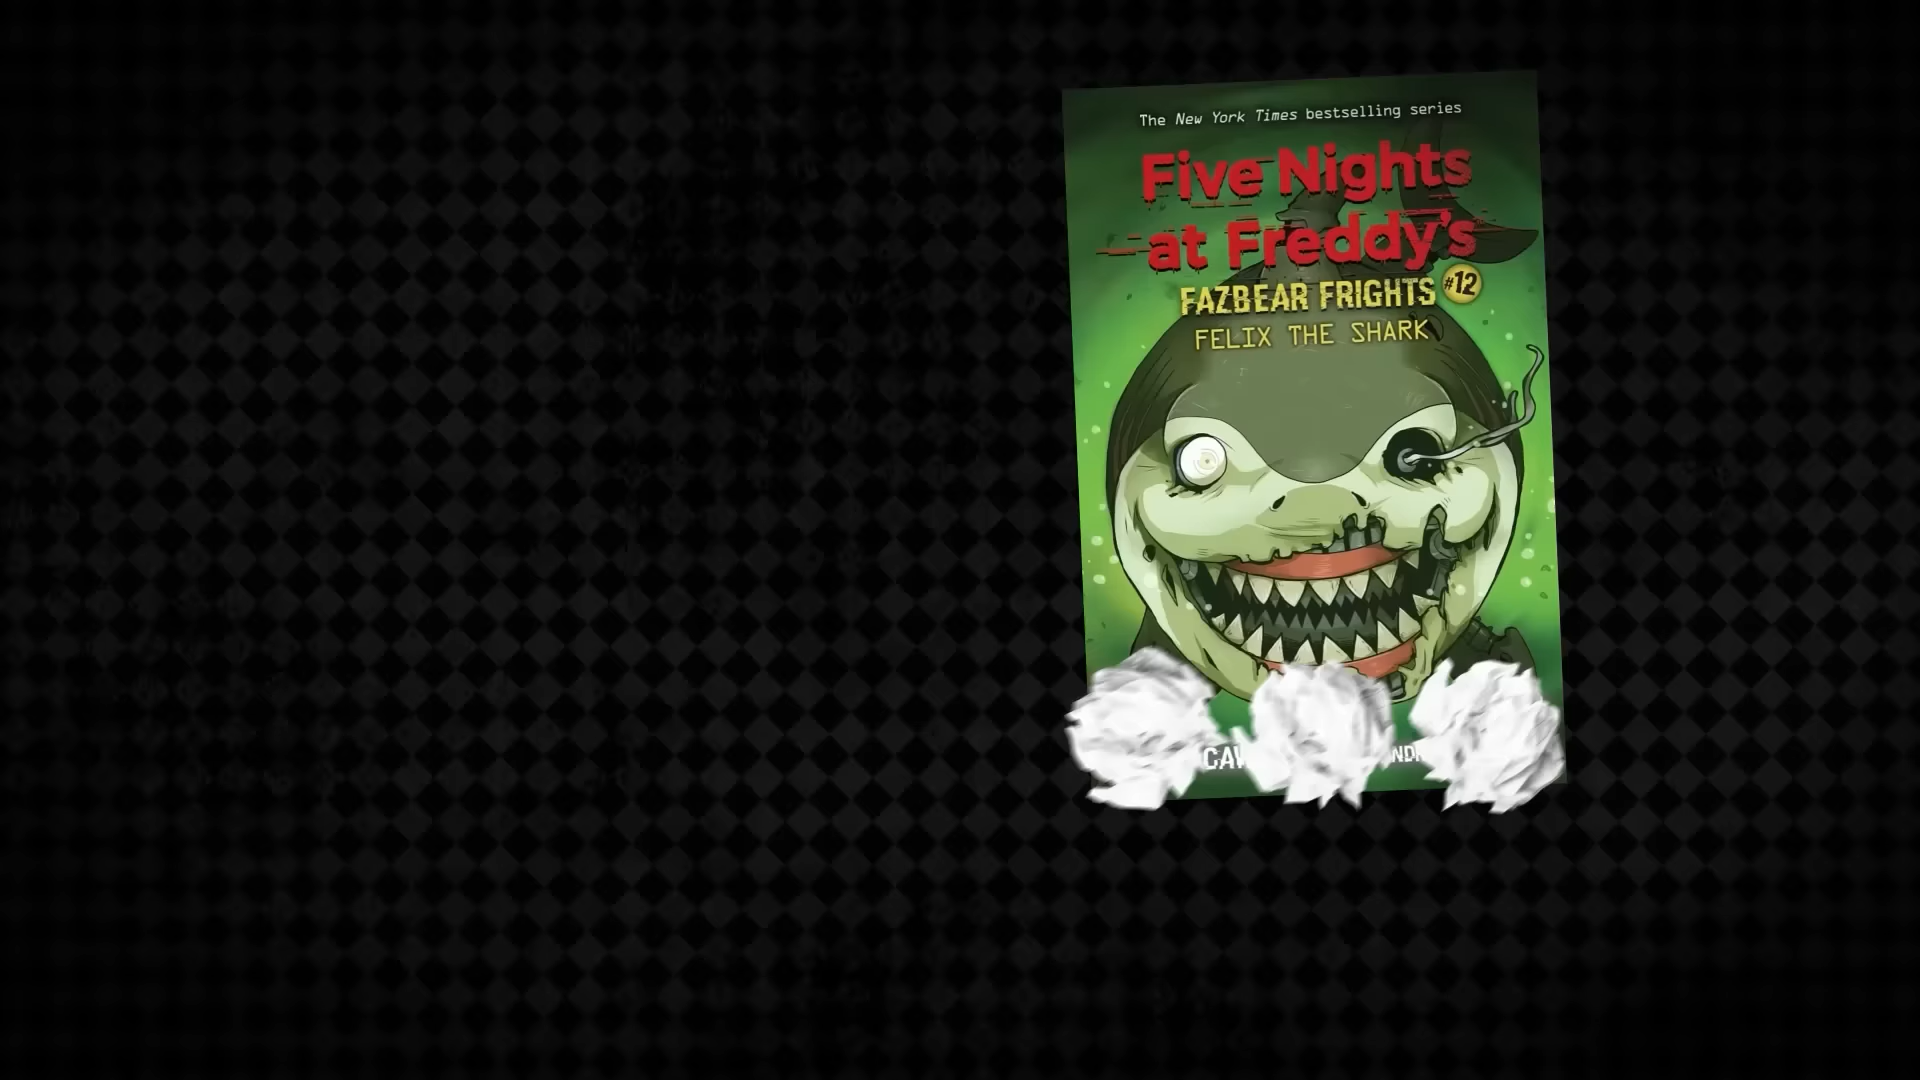 The New York Times bestselling series
Five Nights
at Freddy's
FAZBEAR FRIGHTS #12
FELIX THE SHARK